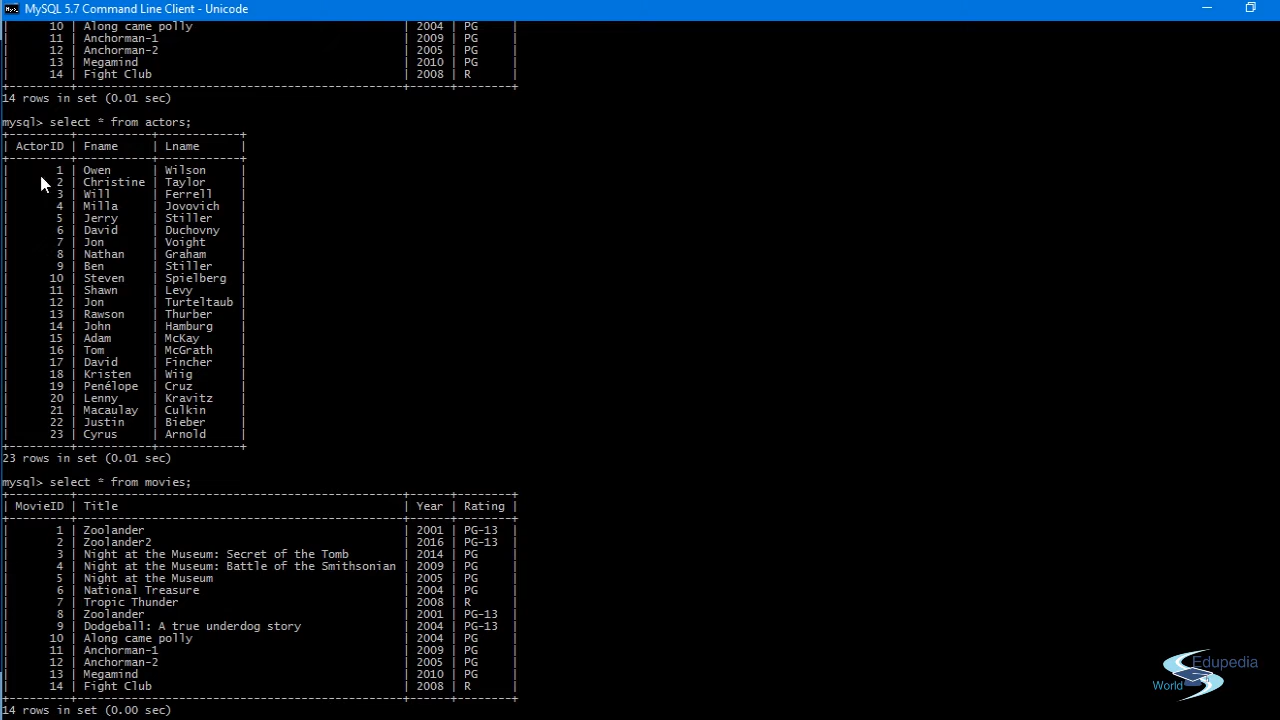 MySQL 5.7 Command Line Client - Unicode
|      10 | Along came polly                               | 2004 | PG     |
|      11 | Anchorman-1                                    | 2009 | PG     |
|      12 | Anchorman-2                                    | 2005 | PG     |
|      13 | Megamind                                       | 2010 | PG     |
|      14 | Fight Club                                     | 2008 | R      |
+---------+------------------------------------------------+------+--------+
14 rows in set (0.01 sec)
mysql> select * from actors;
+---------+-----------+------------+
| ActorID | Fname     | Lname      |
+---------+-----------+------------+
|       1 | Owen      | Wilson     |
|       2 | Christine | Taylor     |
|       3 | Will      | Ferrell    |
|       4 | Milla     | Jovovich   |
|       5 | Jerry     | Stiller    |
|       6 | David     | Duchovny   |
|       7 | Jon       | Voight     |
|       8 | Nathan    | Graham     |
|       9 | Ben       | Stiller    |
|      10 | Steven    | Spielberg  |
|      11 | Shawn     | Levy       |
|      12 | Jon       | Turteltaub |
|      13 | Rawson    | Thurber    |
|      14 | John      | Hamburg    |
|      15 | Adam      | McKay      |
|      16 | Tom       | McGrath    |
|      17 | David     | Fincher    |
|      18 | Kristen   | Wiig       |
|      19 | Penélope  | Cruz       |
|      20 | Lenny     | Kravitz    |
|      21 | Macaulay  | Culkin     |
|      22 | Justin    | Bieber     |
|      23 | Cyrus     | Arnold     |
+---------+-----------+------------+
23 rows in set (0.01 sec)
mysql> select * from movies;
+---------+------------------------------------------------+------+--------+
| MovieID | Title                                          | Year | Rating |
+---------+------------------------------------------------+------+--------+
|       1 | Zoolander                                      | 2001 | PG-13  |
|       2 | Zoolander2                                     | 2016 | PG-13  |
|       3 | Night at the Museum: Secret of the Tomb        | 2014 | PG     |
|       4 | Night at the Museum: Battle of the Smithsonian | 2009 | PG     |
|       5 | Night at the Museum                            | 2005 | PG     |
|       6 | National Treasure                              | 2004 | PG     |
|       7 | Tropic Thunder                                 | 2008 | R      |
|       8 | Zoolander                                      | 2001 | PG-13  |
|       9 | Dodgeball: A true underdog story               | 2004 | PG-13  |
|      10 | Along came polly                               | 2004 | PG     |
|      11 | Anchorman-1                                    | 2009 | PG     |
|      12 | Anchorman-2                                    | 2005 | PG     |
|      13 | Megamind                                       | 2010 | PG     |
|      14 | Fight Club                                     | 2008 | R      |
+---------+------------------------------------------------+------+--------+
14 rows in set (0.00 sec)
Edupedia
World